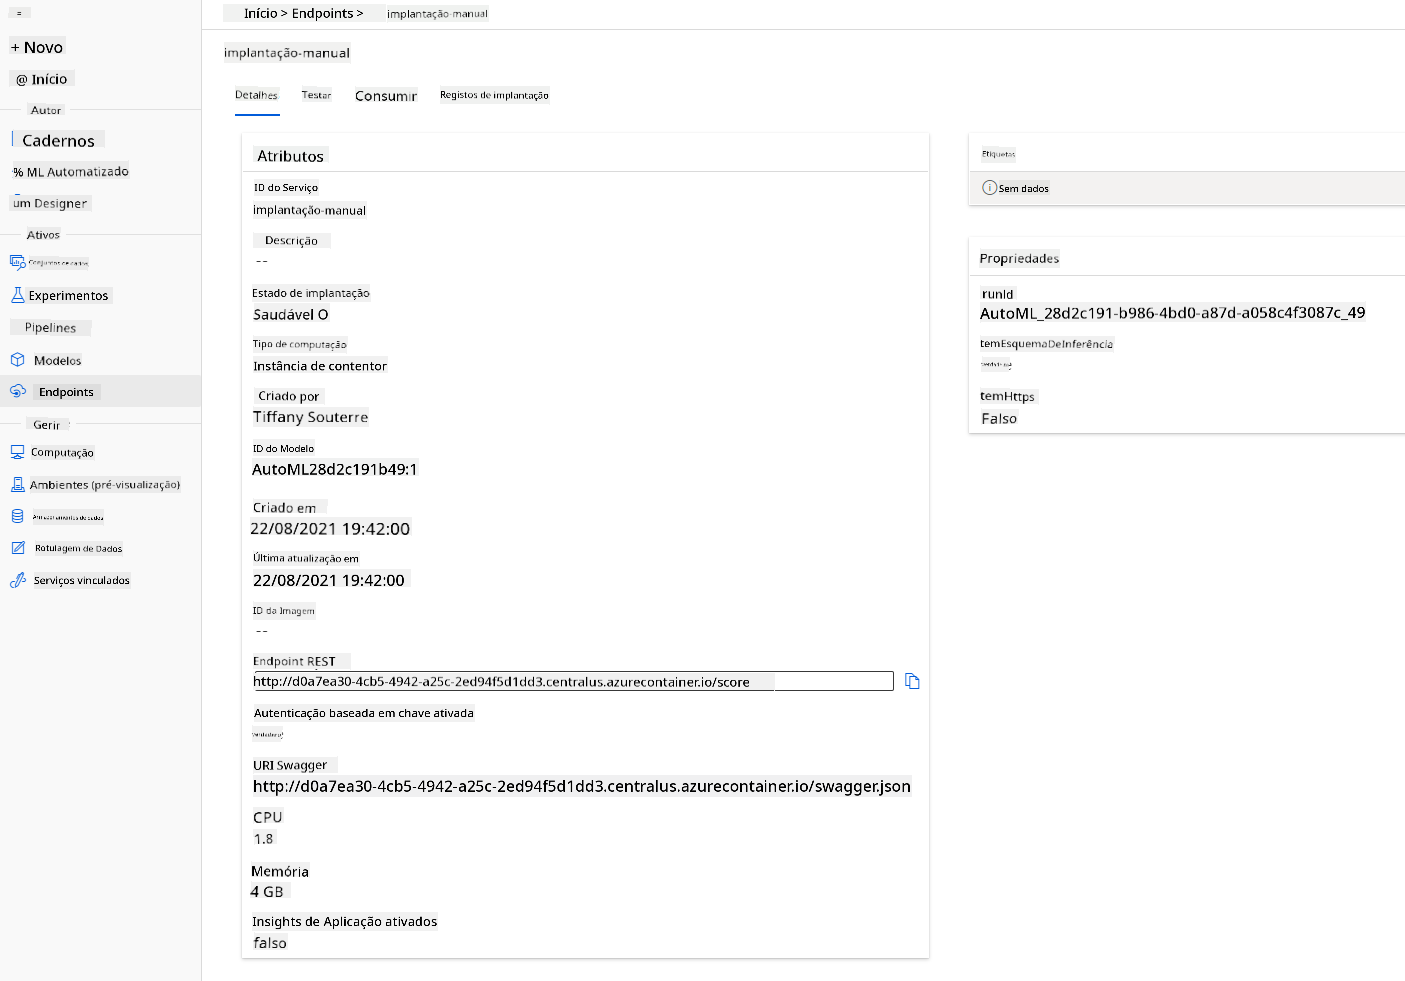 Início > Endpoints > implantação-manual
+ Novo
@ Início
Autor
Cadernos
% ML Automatizado
um Designer
Ativos
Experimentos
Pipelines
Modelos
Endpoints
Gerir
Computação
Ambientes (pré-visualização)
Armazenamentos de dados
Rotulagem de Dados
Serviços vinculados
implantação-manual
Detalhes Testar Consumir Registos de implantação
Atributos
ID do Serviço
implantação-manual
Descrição
--
Estado de implantação
Saudável O
Tipo de computação
Instância de contentor
Criado por
Tiffany Souterre
ID do Modelo
AutoML28d2c191b49:1
Criado em
22/08/2021 19:42:00
Última atualização em
22/08/2021 19:42:00
ID da Imagem
--
Endpoint REST
http://d0a7ea30-4cb5-4942-a25c-2ed94f5d1dd3.centralus.azurecontainer.io/score
Autenticação baseada em chave ativada
URI Swagger
http://d0a7ea30-4cb5-4942-a25c-2ed94f5d1dd3.centralus.azurecontainer.io/swagger.json
CPU
1.8
Memória
4 GB
Insights de Aplicação ativados
falso
Etiquetas
Sem dados
Propriedades
runId
AutoML_28d2c191-b986-4bd0-a87d-a058c4f3087c_49
temEsquemaDeInferência
temHttps
Falso